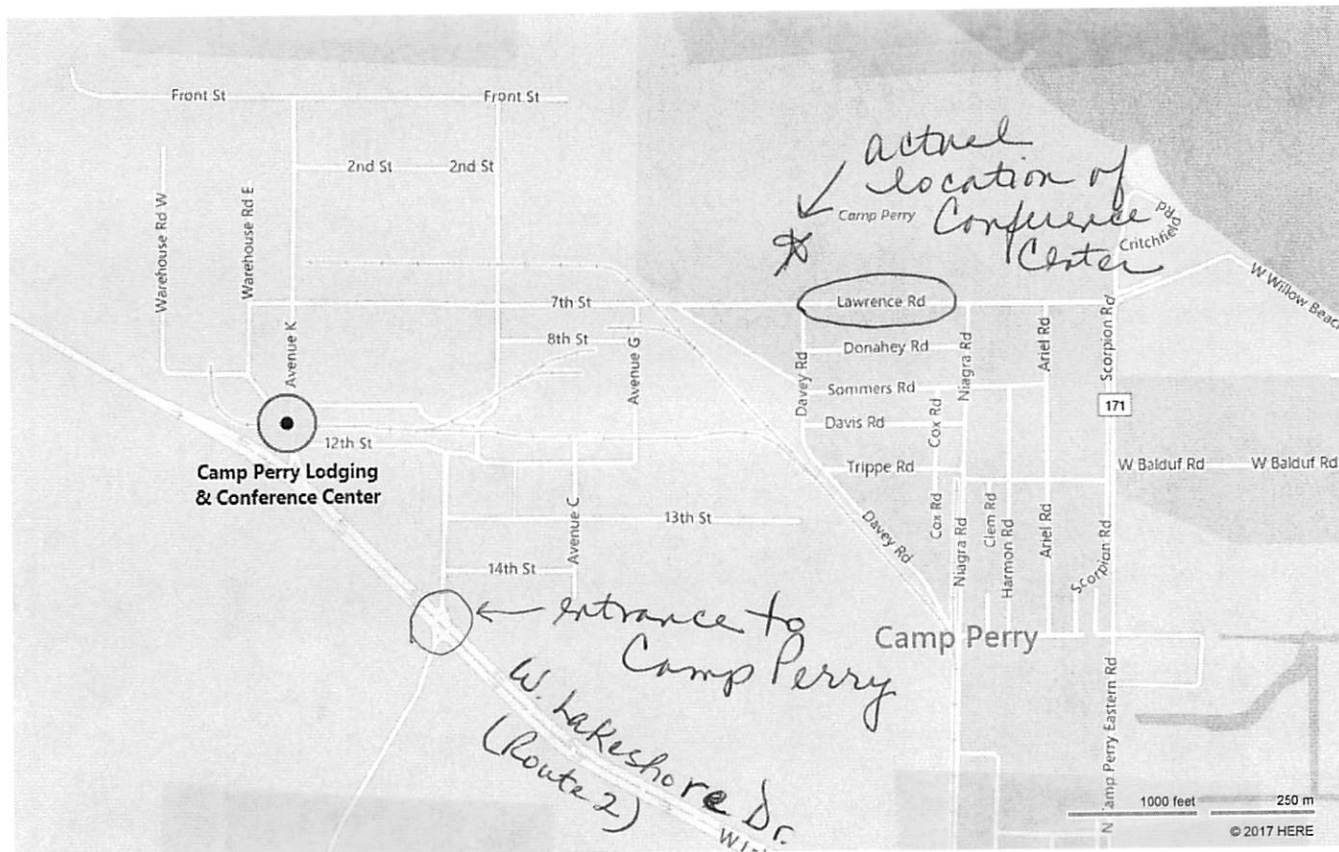 Front St
Front St
2nd St
2nd St
Warehouse Rd W
Warehouse Rd E
Avenue K
actual
location of
Conference
Center
Camp Perry
Critchfield
Rd
W Willow Beac
7th St
Lawrence Rd
8th St
Avenue G
Donahey Rd
Davey Rd
Niagra Rd
Ariel Rd
Scorpion Rd
Sommers Rd
171
Cox Rd
Davis Rd
12th St
Camp Perry Lodging
& Conference Center
Trippe Rd
W Balduf Rd
W Balduf Rd
Avenue C
13th St
Davey Rd
Cox Rd
Niagra Rd
Clem Rd
Harmon Rd
Ariel Rd
Scorpion Rd
14th St
entrance to
Camp Perry
Camp Perry
W. Lakeshore Dr.
(Route 2)
amp Perry Eastern Rd
1000 feet
250 m
© 2017 HERE